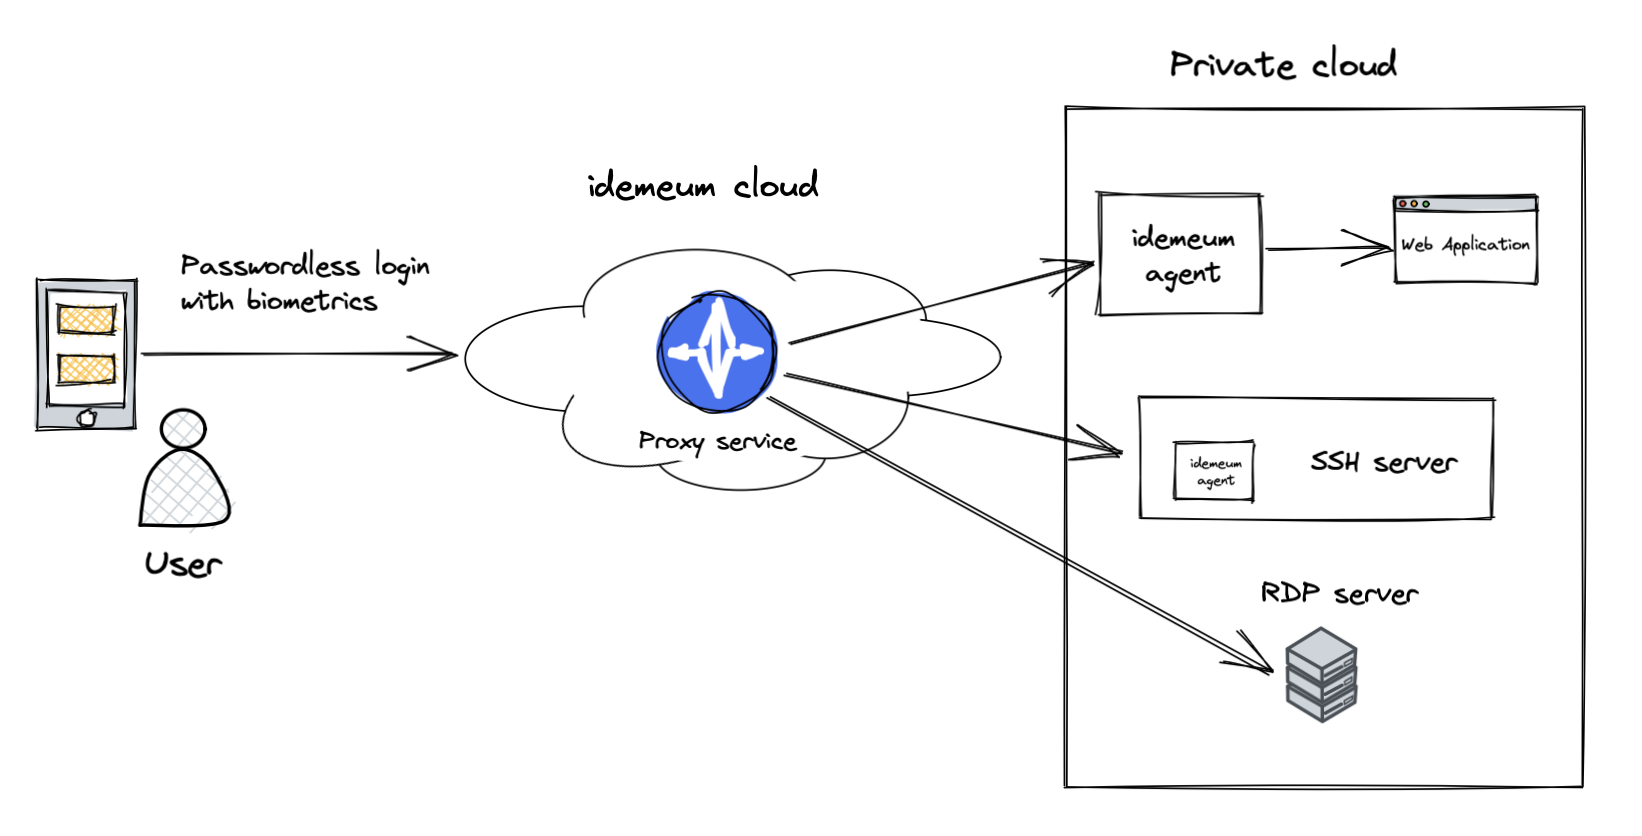 Private cloud
idemeum cloud
Passwordless login
with biometrics
User
Proxy service
idemeum
agent
Web Application
idemeum
agent
SSH server
RDP server